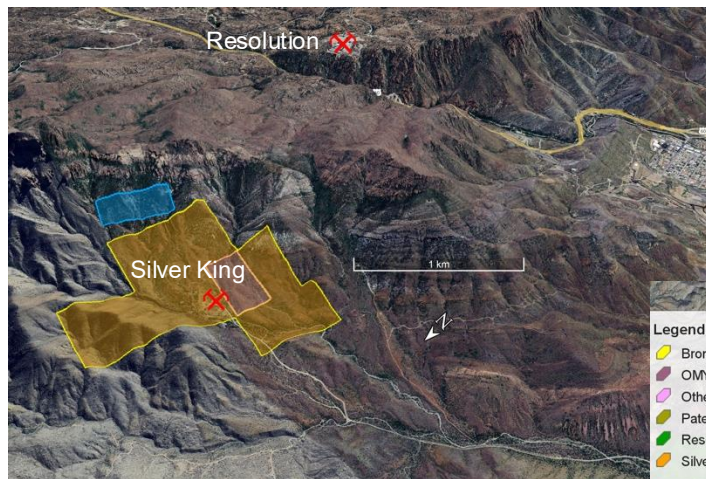 Resolution
Silver King
1 km
N
Legend
Bron
OMY
Othe
Pate
Res
Silve